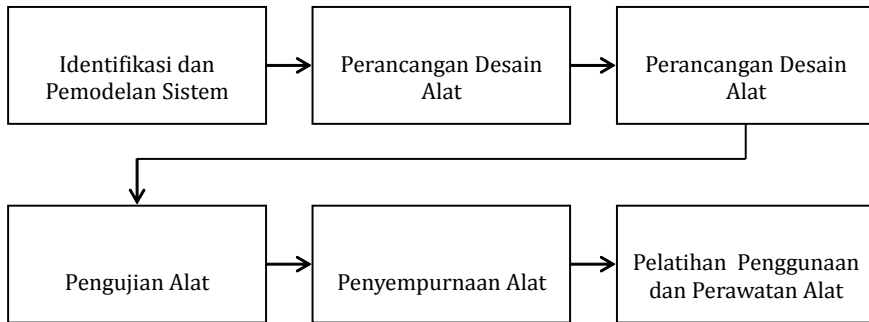 Identifikasi dan
Pemodelan Sistem
Perancangan Desain
Alat
Perancangan Desain
Alat
Pengujian Alat
Penyempurnaan Alat
Pelatihan Penggunaan
dan Perawatan Alat